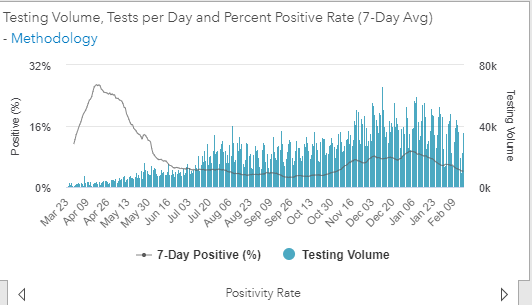 Testing Volume, Tests per Day and Percent Positive Rate (7-Day Avg)
- Methodology
32% 80k
16% 40k
0% 0k
Positive (%)
Testing Volume
Mar 23 Apr 09 Apr 26 May 13 May 30 Jun 16 Jul 03 Jul 20 Aug 06 Aug 23 Sep 09 Sep 26 Oct 13 Oct 30 Nov 16 Dec 03 Dec 20 Jan 06 Jan 23 Feb 09
7-Day Positive (%) Testing Volume
Positivity Rate